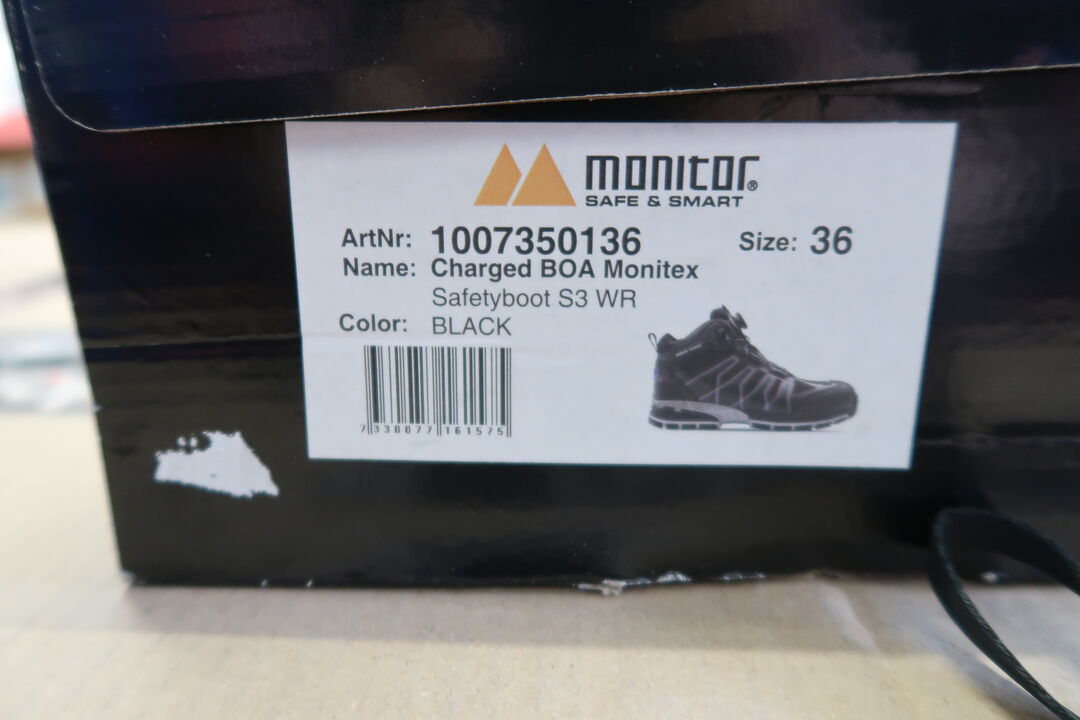 monitor®
SAFE & SMART
ArtNr: 1007350136 Size: 36
Name: Charged BOA Monitex
Safetyboot S3 WR
Color: BLACK
7 330077 161575